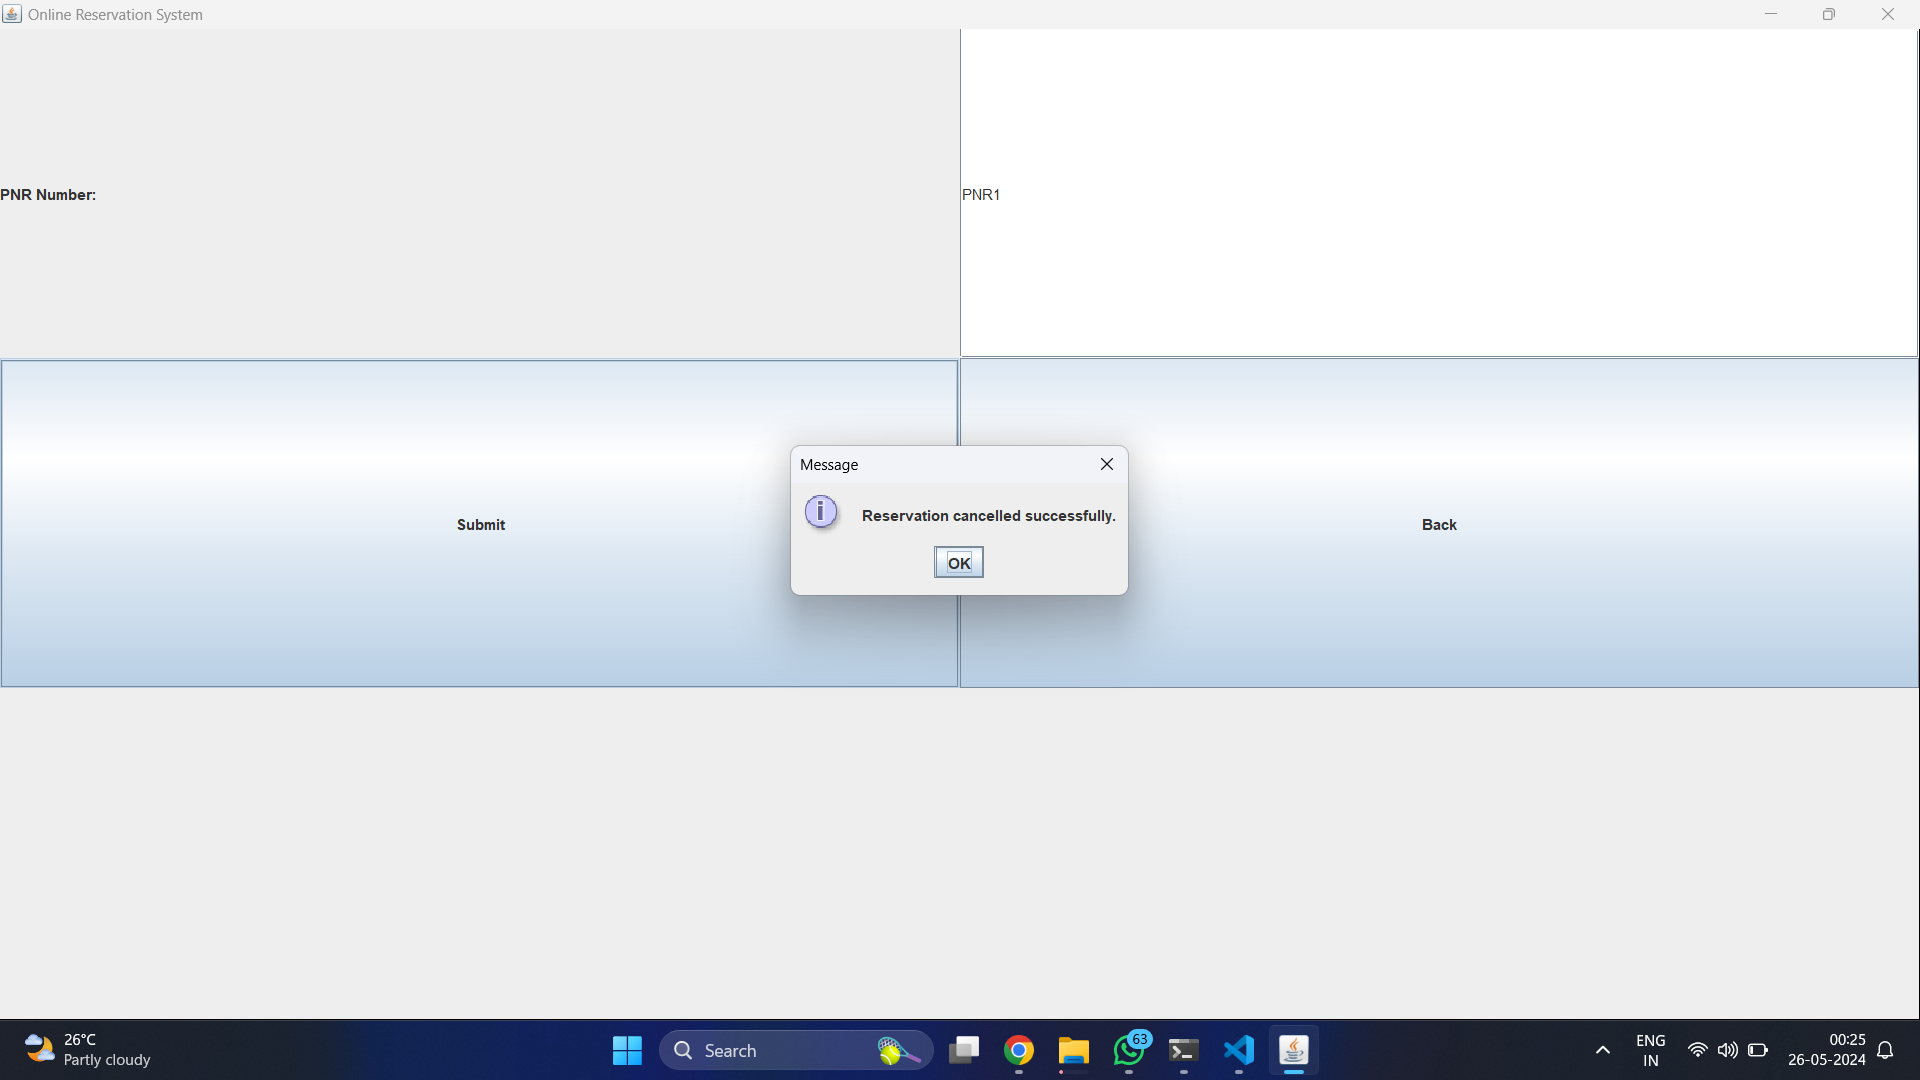 Online Reservation System
PNR Number:
PNR1
Submit
Back
Message
i
Reservation cancelled successfully.
OK
26°C
Partly cloudy
Search
63
ENG
IN
00:25
26-05-2024